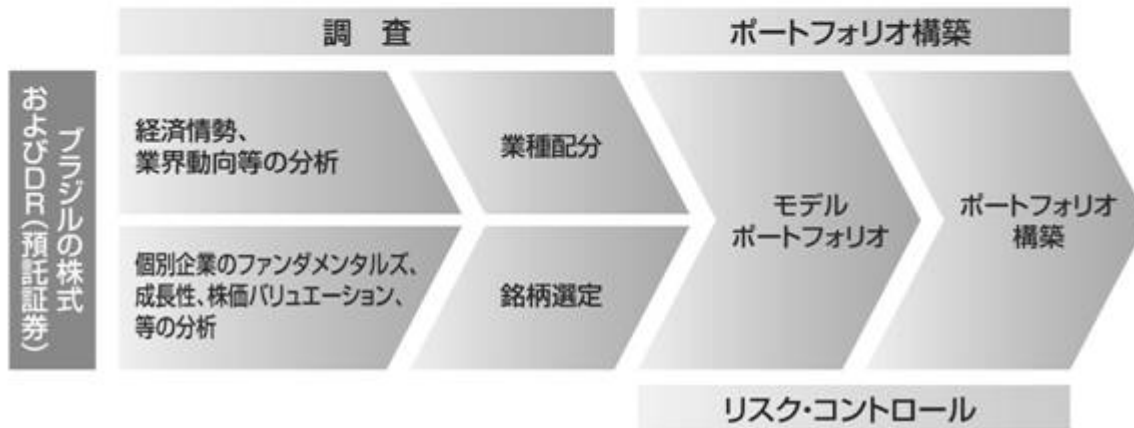 調 査
ポートフォリオ構築
ブラジルの株式
およびDR(預託証券)
経済情勢、
業界動向等の分析
業種配分
個別企業のファンダメンタルズ、
成長性、株価バリュエーション、
等の分析
銘柄選定
モデル
ポートフォリオ
ポートフォリオ
構築
リスク・コントロール